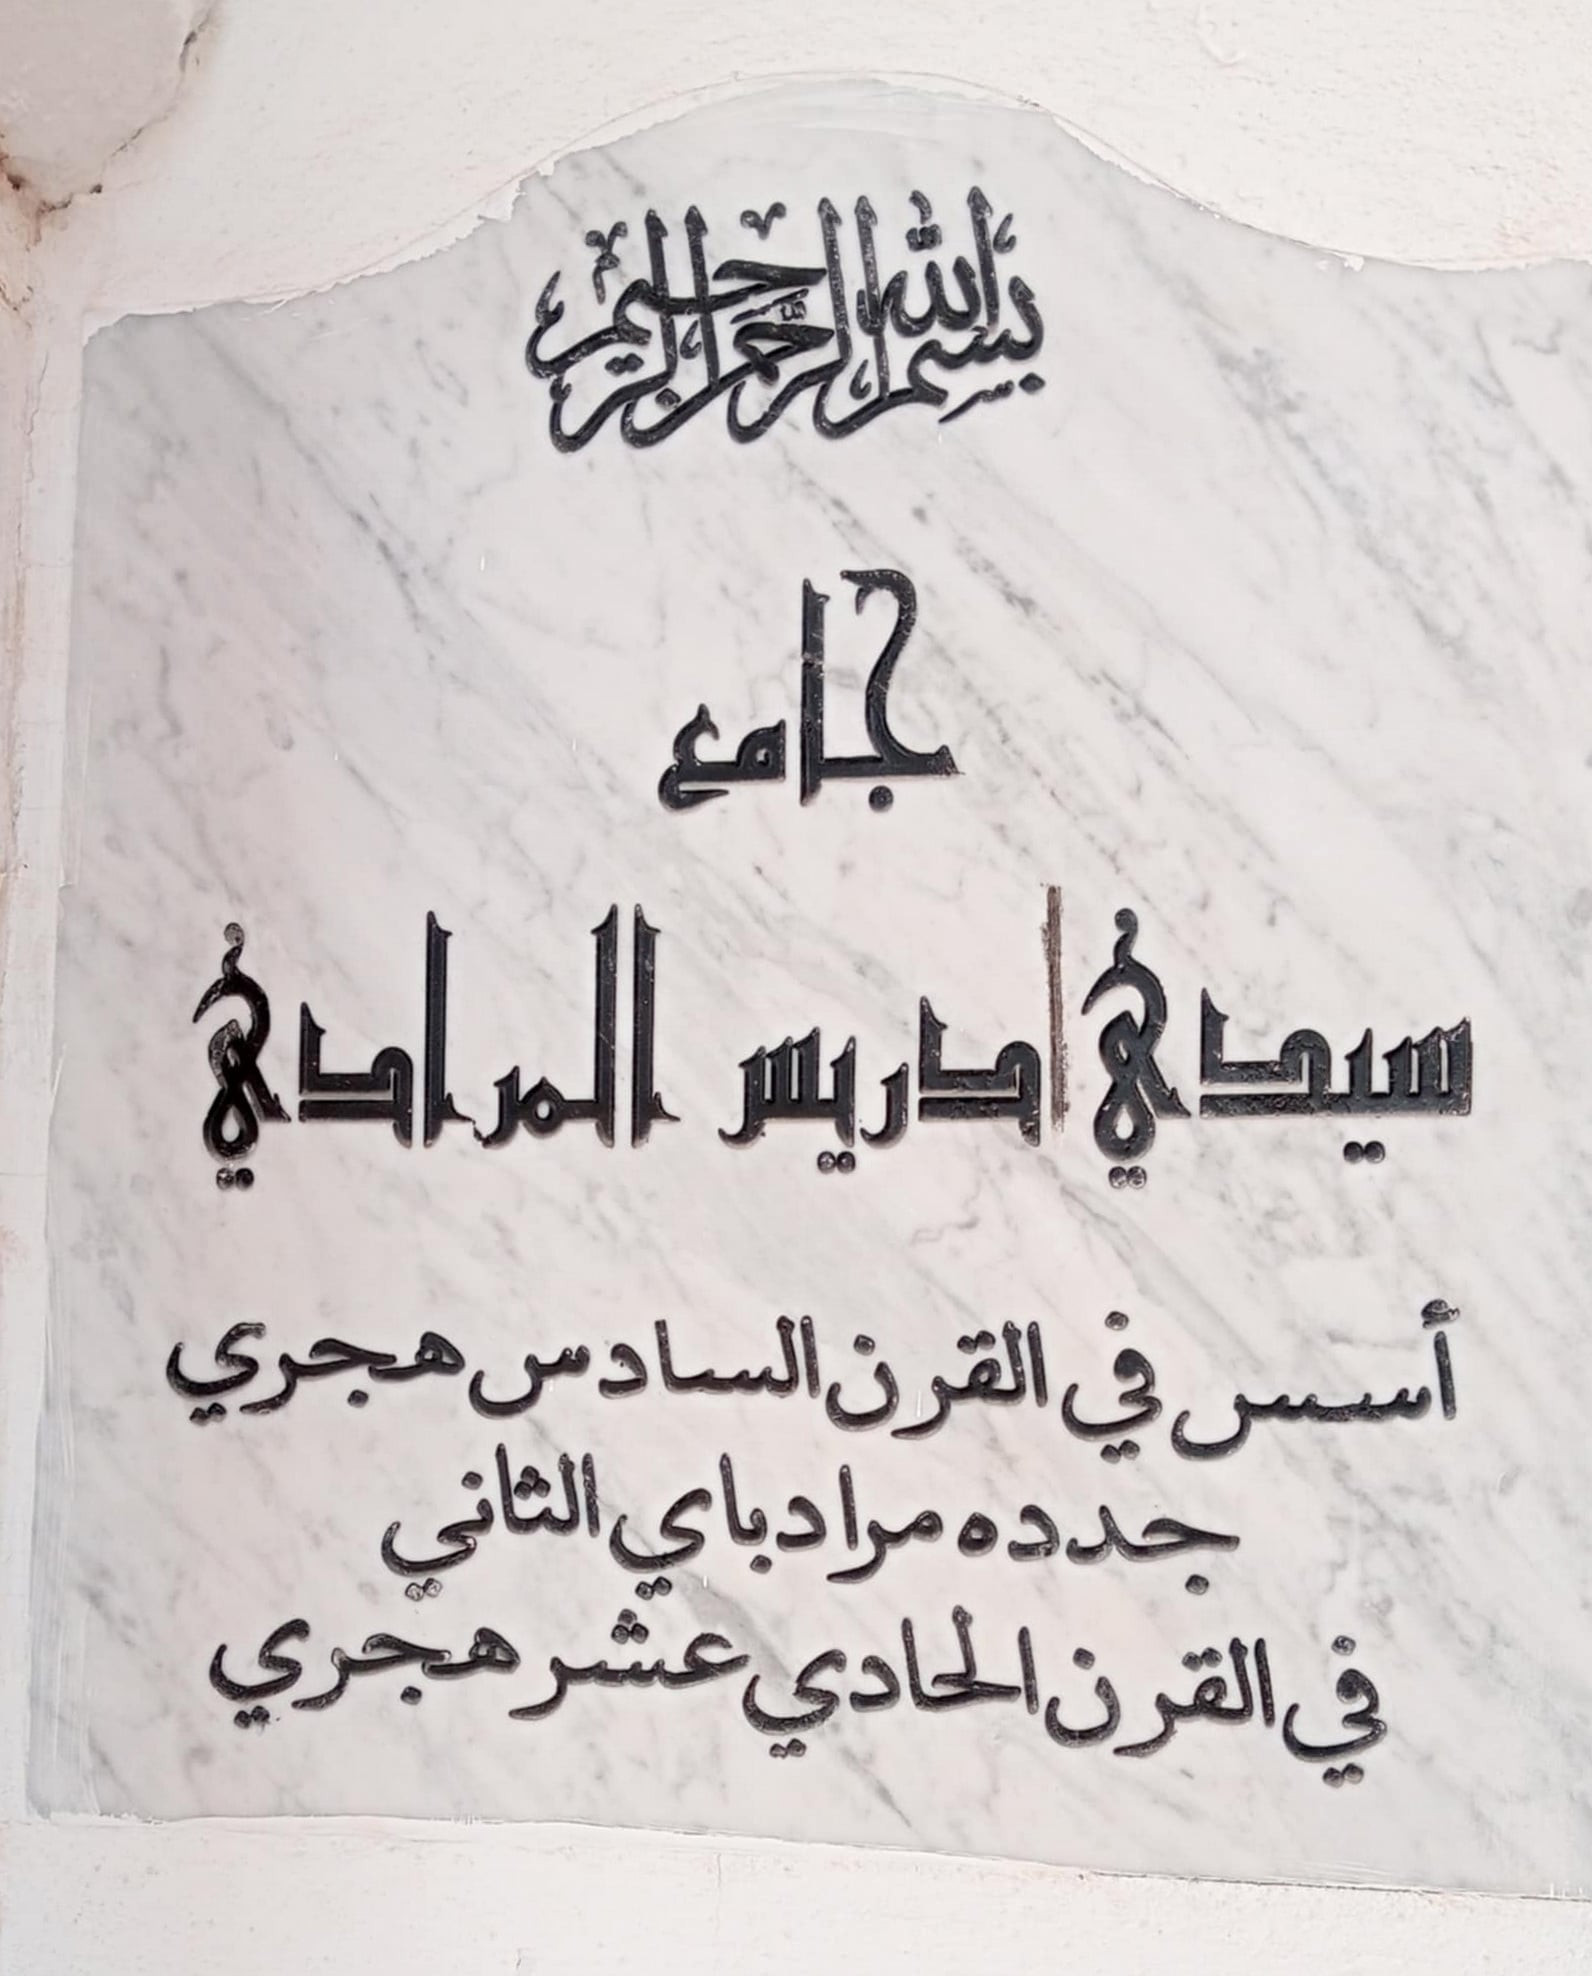 بسم الله الرحمن الرحيم
جامع
سيدي ادريس المرادي
أسس في القرن السادس هجري
جدده مراد باي الثاني
في القرن الحادي عشر هجري